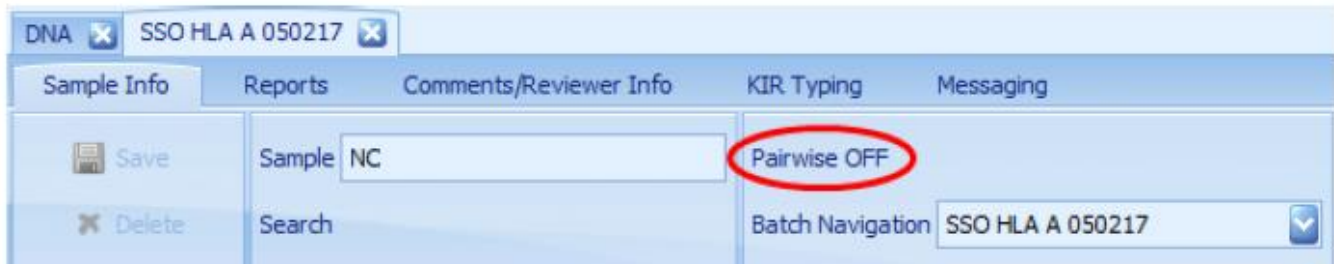 DNA SSO HLA A 050217
Sample Info Reports Comments/Reviewer Info KIR Typing Messaging
Save Sample NC Pairwise OFF
Delete Search Batch Navigation SSO HLA A 050217